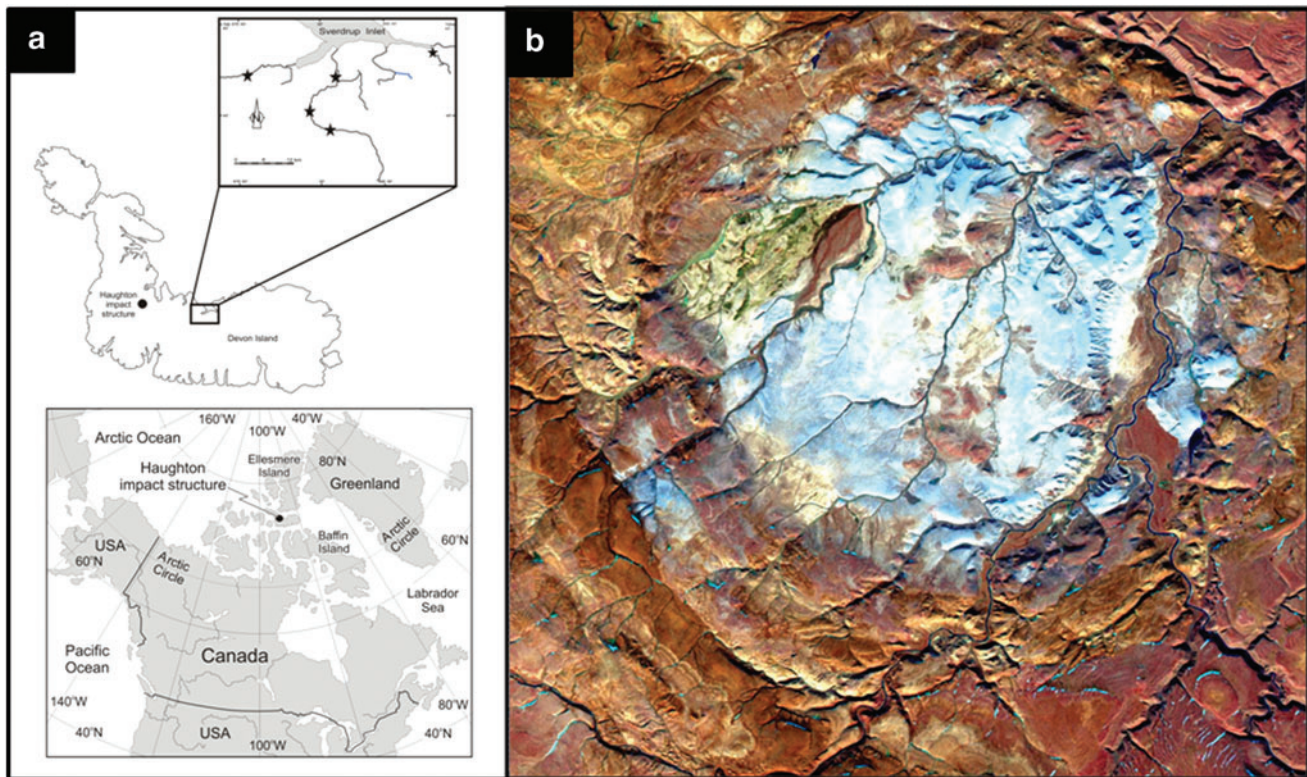 a
Sverdrup Inlet
N
Haughton
impact
structure
Devon Island
160°W
40°W
100°W
Arctic Ocean
Ellesmere
Island
80°N
Haughton
impact structure
Greenland
USA
Baffin
Island
Arctic
Circle
60°N
Arctic
Circle
60°N
Labrador
Sea
Pacific
Ocean
Canada
140°W
80°W
40°N
USA
100°W
40°N
b